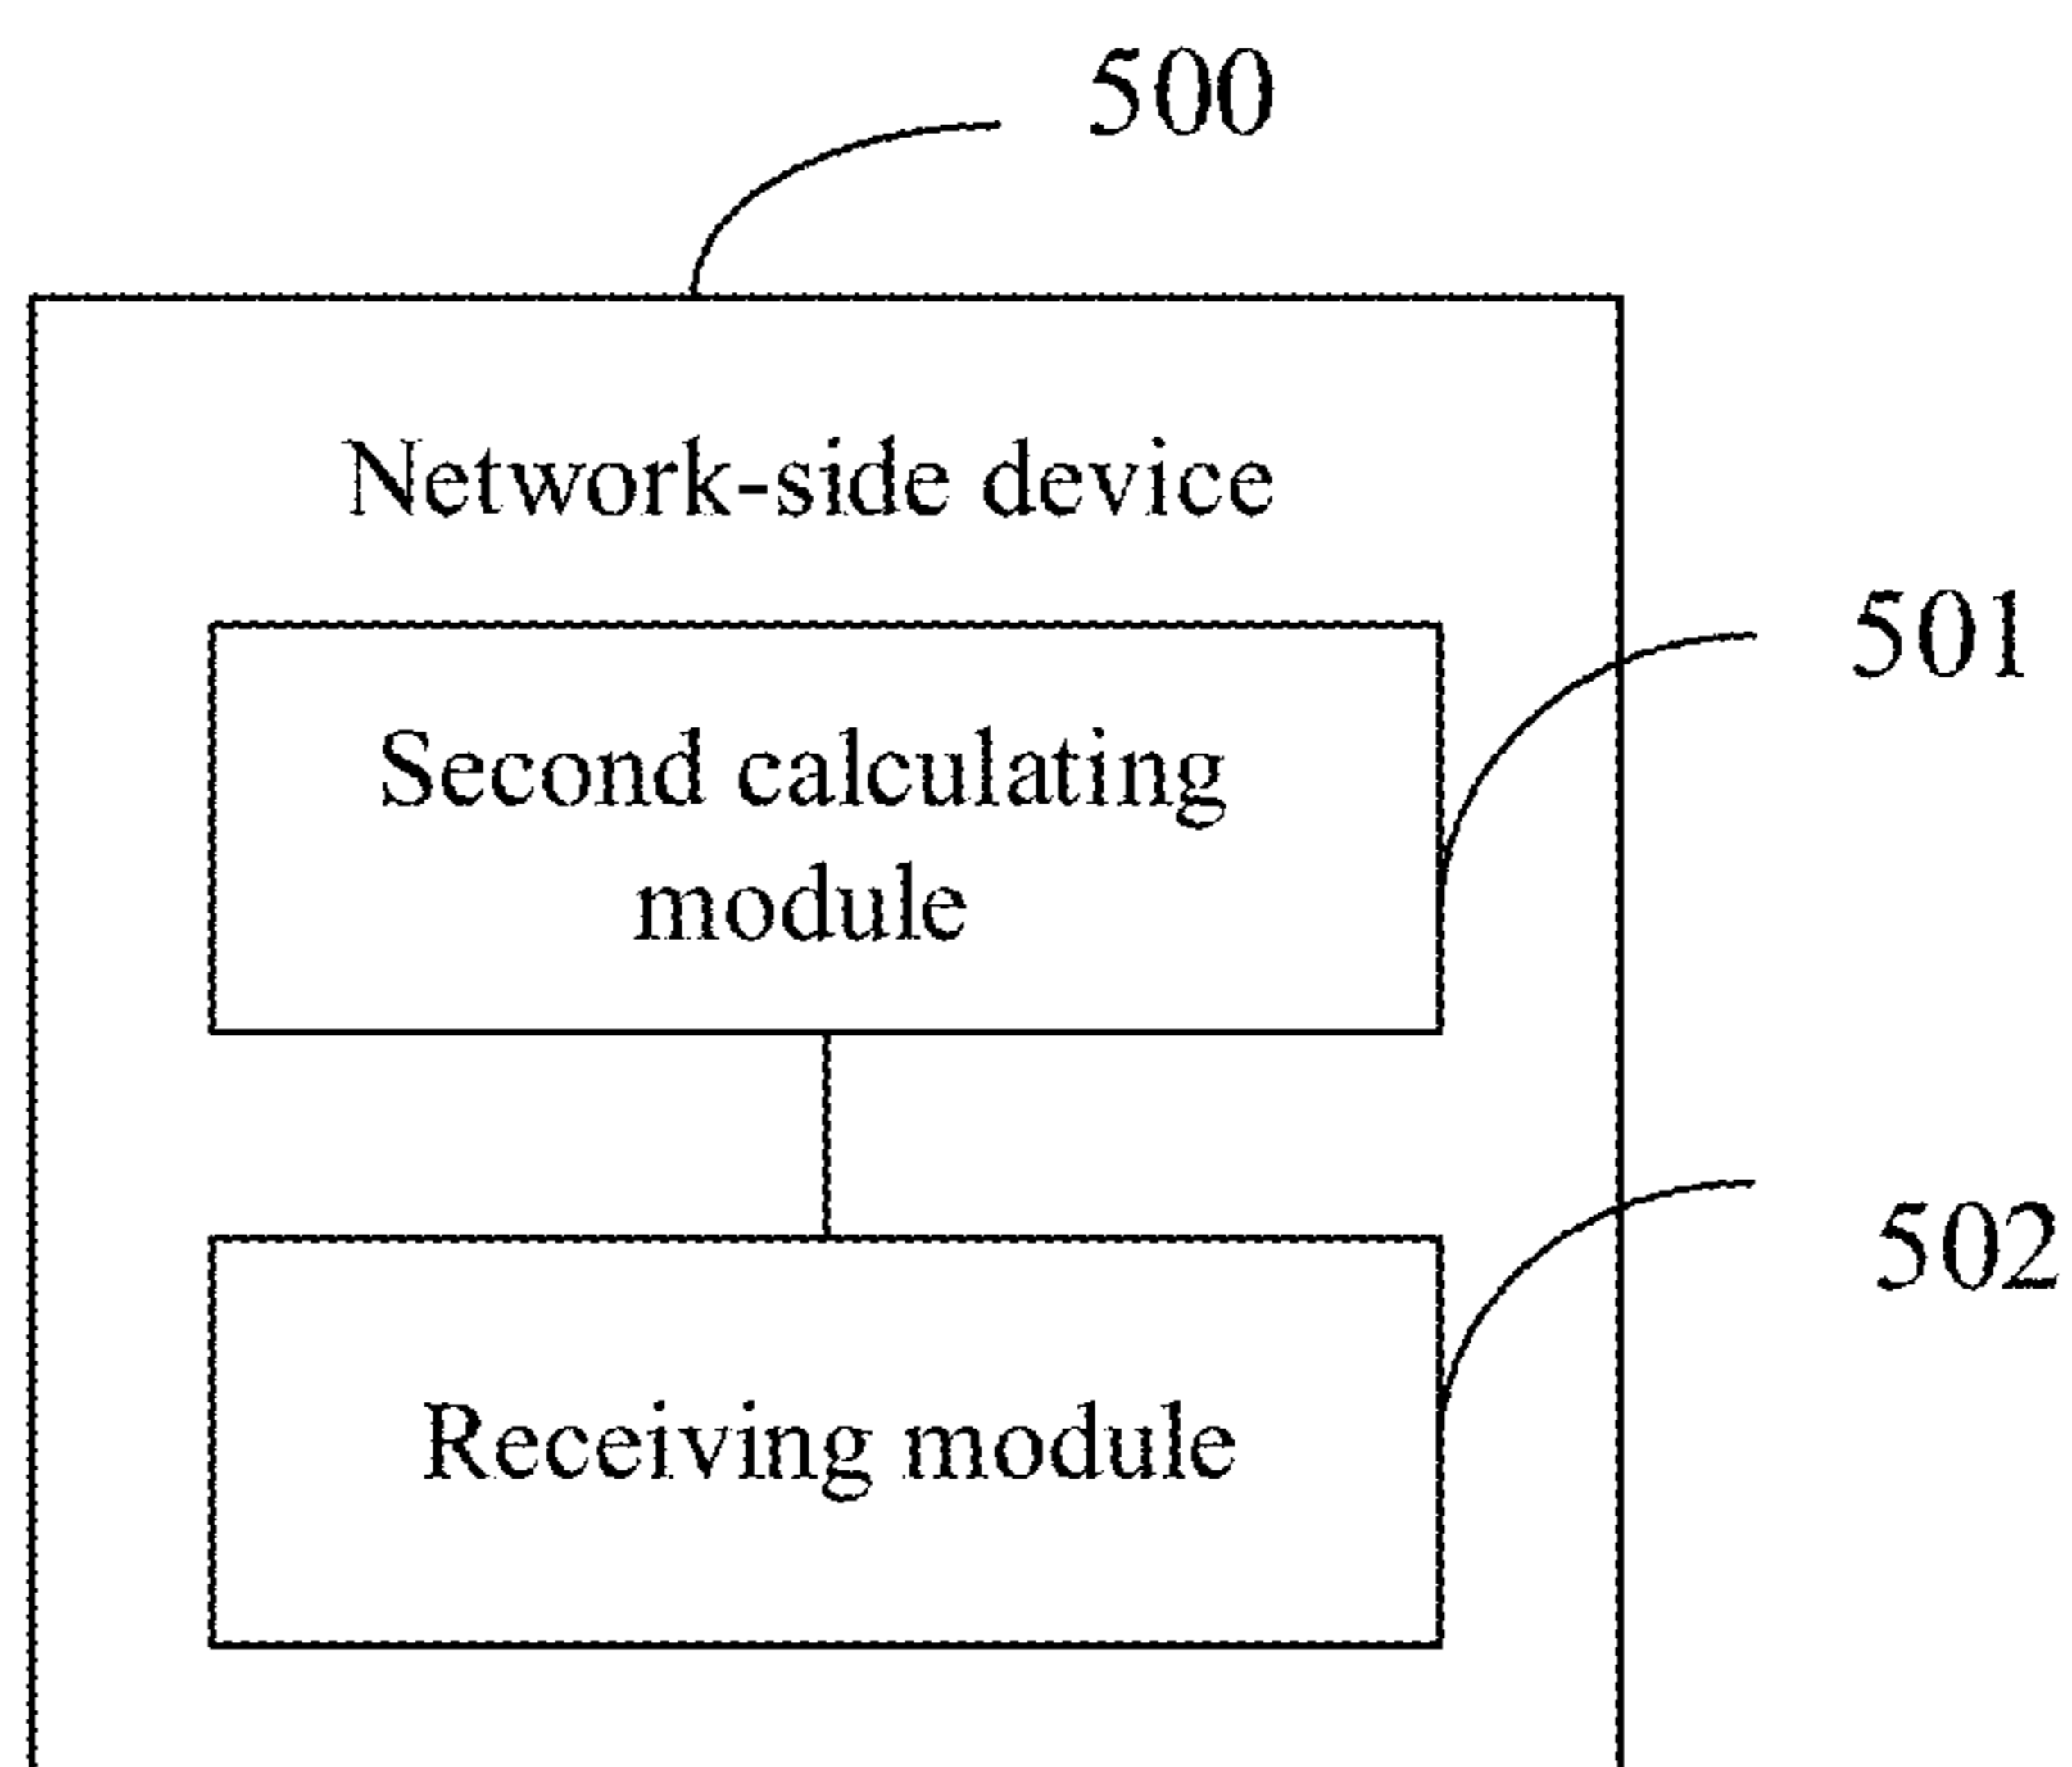 500
Network-side device
501
Second calculating
module
502
Receiving module